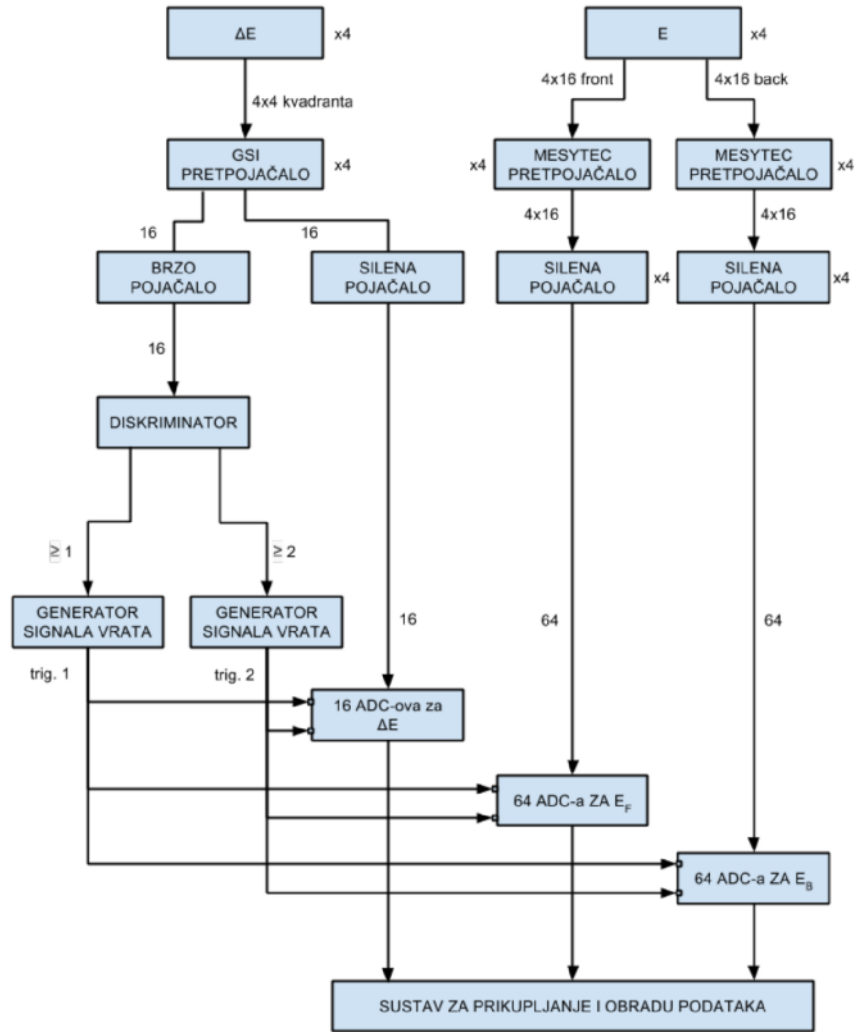 ΔE
x4
E
x4
4x4 kvadranta
4x16 front
4x16 back
GSI
PRETPOJAČALO
x4
x4
MESYTEC
PRETPOJAČALO
MESYTEC
PRETPOJAČALO
x4
16
16
4x16
4x16
BRZO
POJAČALO
SILENA
POJAČALO
SILENA
POJAČALO
x4
SILENA
POJAČALO
x4
16
DISKRIMINATOR
≥ 1
≥ 2
GENERATOR
SIGNALA VRATA
GENERATOR
SIGNALA VRATA
16
64
64
trig. 1
trig. 2
16 ADC-ova za
ΔE
64 ADC-a ZA E_F
64 ADC-a ZA E_B
SUSTAV ZA PRIKUPLJANJE I OBRADU PODATAKA